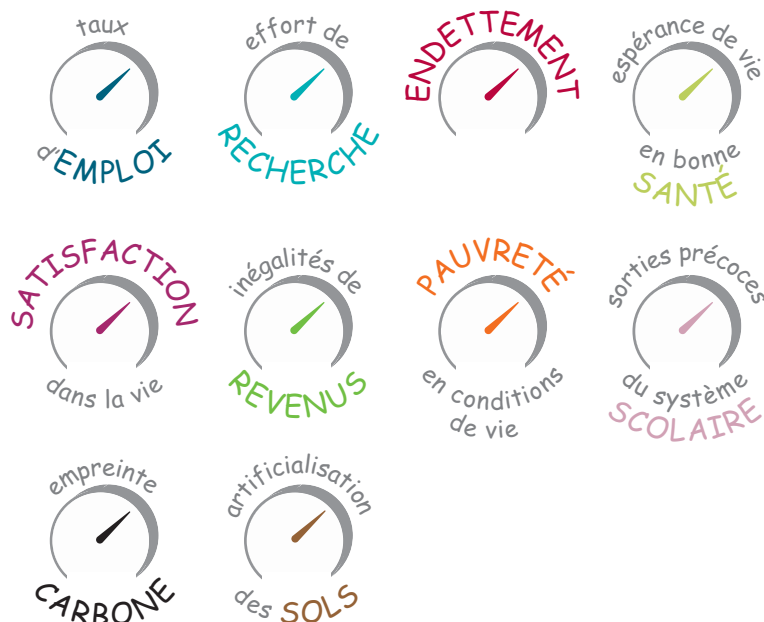 taux
d'EMPLOI
effort de
RECHERCHE
ENDETTEMENT
espérance de vie
en bonne
SANTÉ
SATISFACTION
dans la vie
inégalités de
REVENUS
PAUVRETÉ
en conditions
de vie
sorties précoces
du système
SCOLAIRE
empreinte
CARBONE
artificialisation
des SOLS